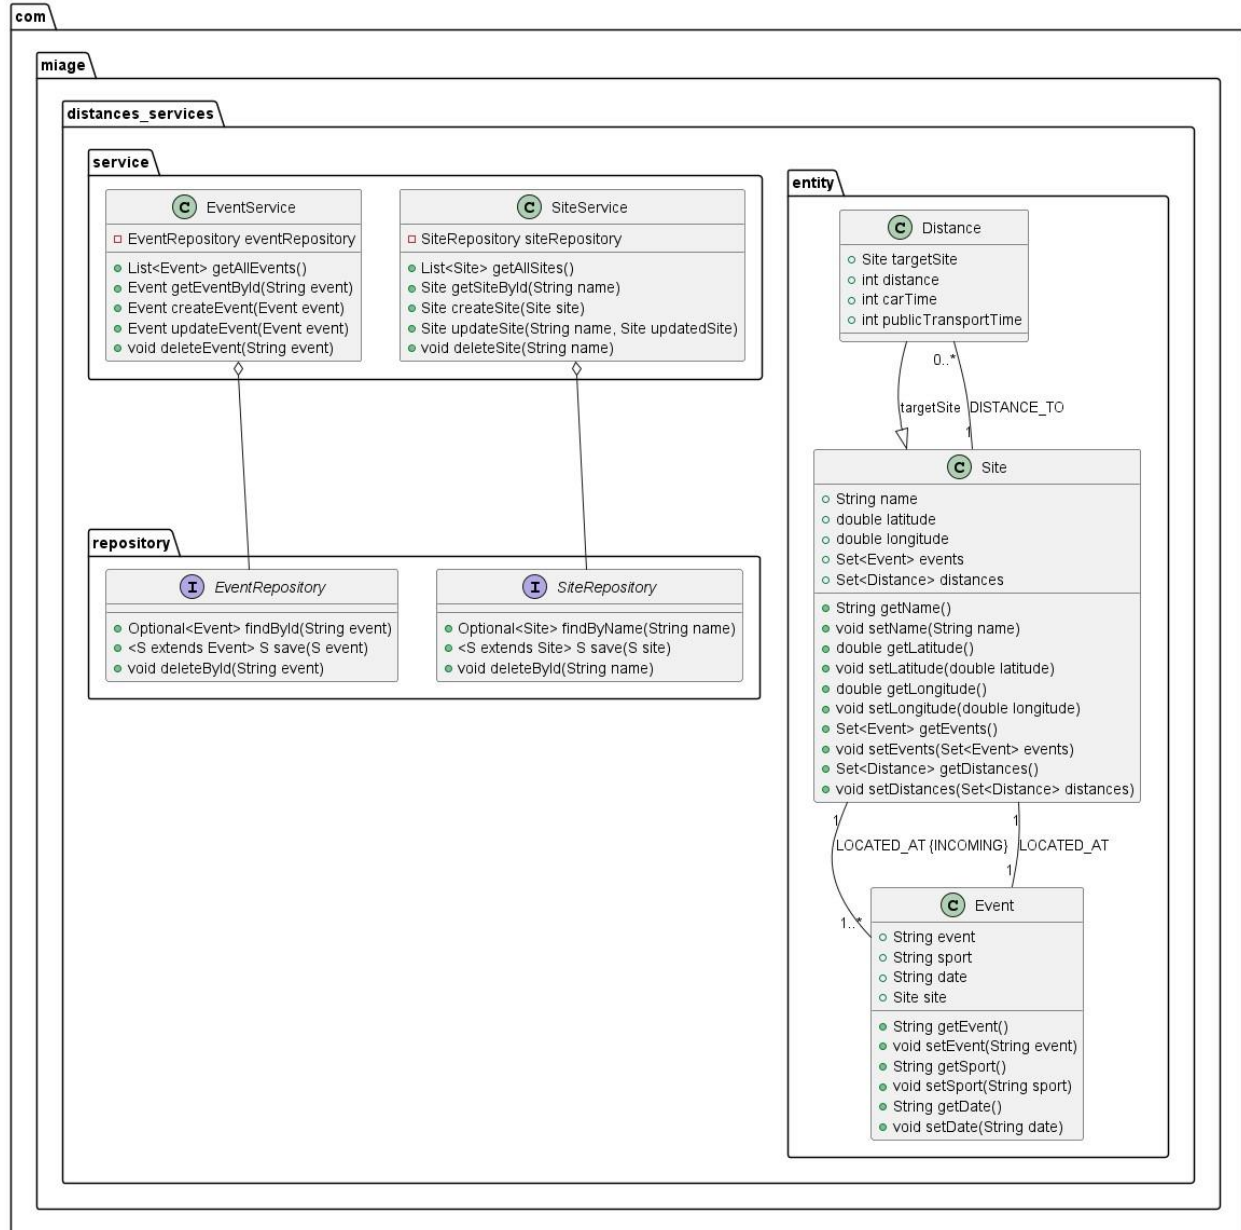 com
miage
distances_services
service
C EventService
EventRepository eventRepository
List<Event> getAllEvents()
Event getEventById(String event)
Event createEvent(Event event)
Event updateEvent(Event event)
void deleteEvent(String event)
C SiteService
SiteRepository siteRepository
List<Site> getAllSites()
Site getSiteById(String name)
Site createSite(Site site)
Site updateSite(String name, Site updatedSite)
void deleteSite(String name)
repository
I EventRepository
Optional<Event> findById(String event)
<S extends Event> S save(S event)
void deleteById(String event)
I SiteRepository
Optional<Site> findByName(String name)
<S extends Site> S save(S site)
void deleteById(String name)
entity
C Distance
Site targetSite
int distance
int carTime
int publicTransportTime
0..*
targetSite
DISTANCE_TO
1
C Site
String name
double latitude
double longitude
Set<Event> events
Set<Distance> distances
String getName()
void setName(String name)
double getLatitude()
void setLatitude(double latitude)
double getLongitude()
void setLongitude(double longitude)
Set<Event> getEvents()
void setEvents(Set<Event> events)
Set<Distance> getDistances()
void setDistances(Set<Distance> distances)
1
1
LOCATED_AT {INCOMING}
LOCATED_AT
1
1..*
C Event
String event
String sport
String date
Site site
String getEvent()
void setEvent(String event)
String getSport()
void setSport(String sport)
String getDate()
void setDate(String date)